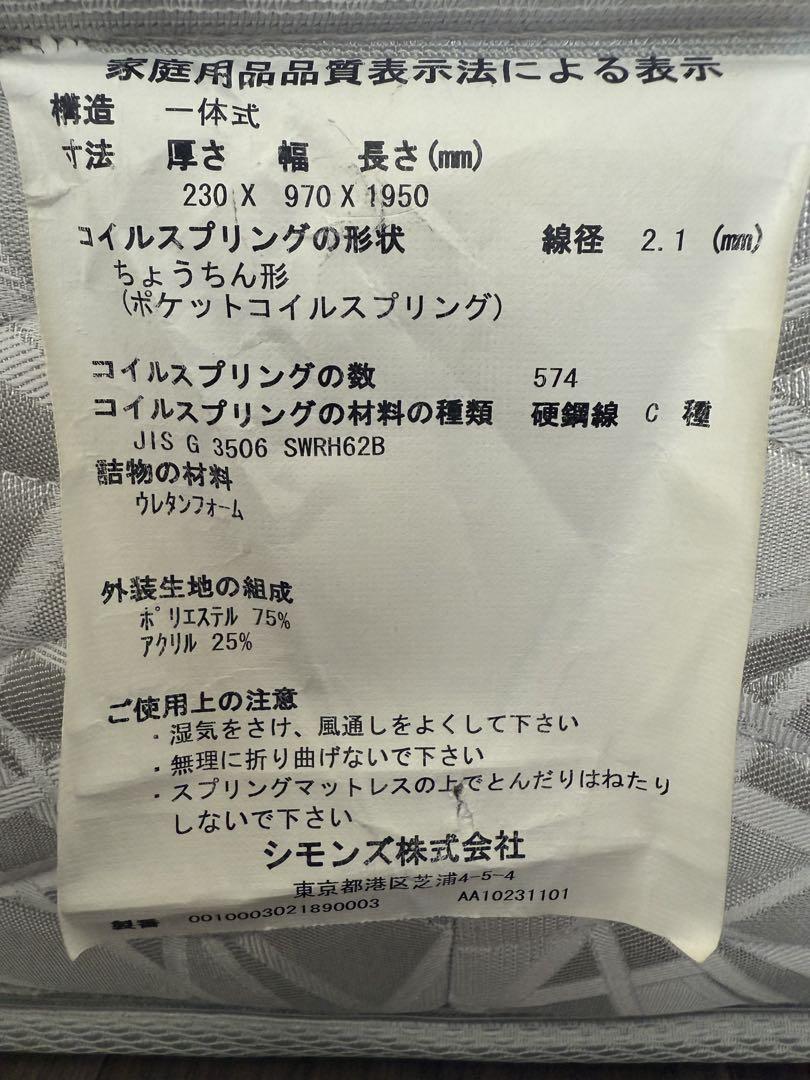 家庭用品品質表示法による表示
構造 一体式
寸法 厚さ 幅 長さ(mm)
230 X 970 X 1950
コイルスプリングの形状 線径 2.1 (mm)
ちょうちん形
(ポケットコイルスプリング)
コイルスプリングの数 574
コイルスプリングの材料の種類 硬鋼線 C 種
JIS G 3506 SWRH62B
詰物の材料
ウレタンフォーム
外装生地の組成
ポリエステル 75%
アクリル 25%
ご使用上の注意
・湿気をさけ、風通しをよくして下さい
・無理に折り曲げないで下さい
・スプリングマットレスの上でとんだりはねたり
しないで下さい
シモンズ株式会社
東京都港区芝浦4-5-4
製番 0010003021890003 AA10231101